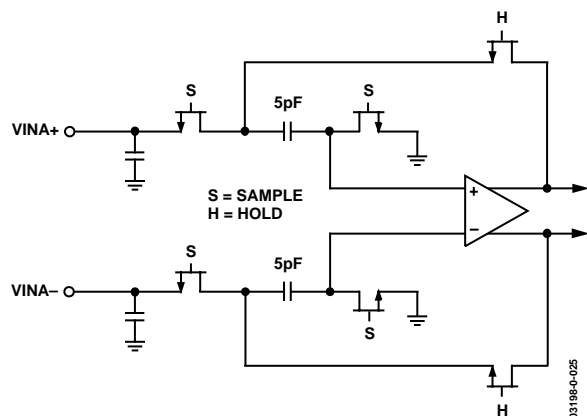 H
S
5pF
S
VINA+
S = SAMPLE
H = HOLD
+
–
S
5pF
VINA–
S
H
03198-0-025